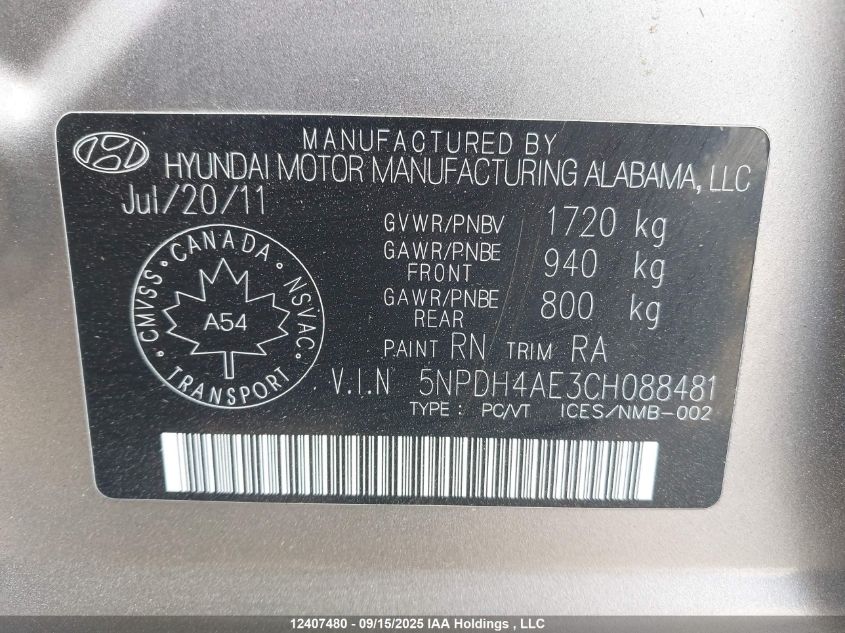 MANUFACTURED BY
HYUNDAI MOTOR MANUFACTURING ALABAMA, LLC
Jul/20/11
GVWR/PNBV 1720 kg
GAWR/PNBE FRONT 940 kg
GAWR/PNBE REAR 800 kg
PAINT RN TRIM RA
V.I.N 5NPDH4AE3CH088481
TYPE : PC/VT ICES/NMB-002
CMVSS · CANADA · NSVAC ·
A54
TRANSPORT
12407480 - 09/15/2025 IAA Holdings , LLC